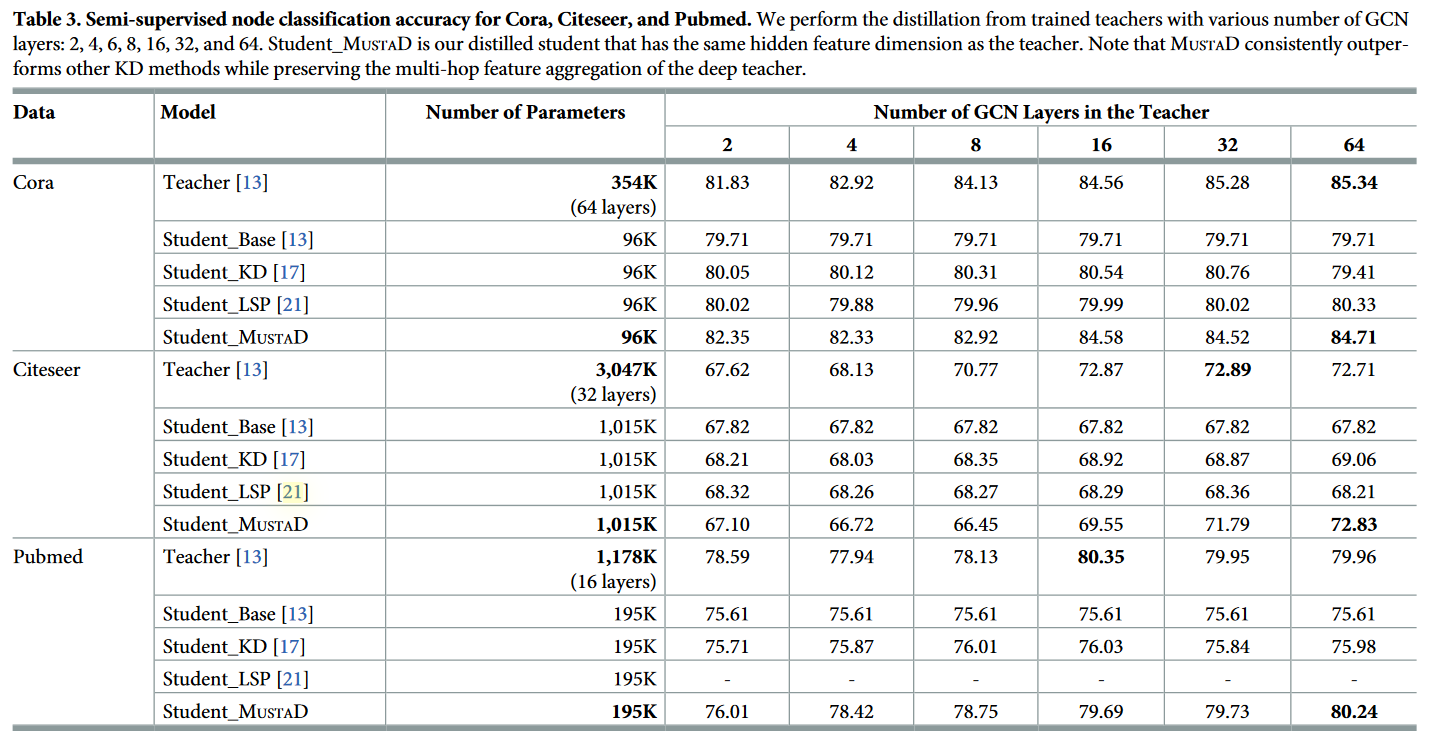 Table 3. Semi-supervised node classification accuracy for Cora, Citeseer, and Pubmed. We perform the distillation from trained teachers with various number of GCN
layers: 2, 4, 6, 8, 16, 32, and 64. Student_MUSTAD is our distilled student that has the same hidden feature dimension as the teacher. Note that MUSTAD consistently outper-
forms other KD methods while preserving the multi-hop feature aggregation of the deep teacher.
Data Model Number of Parameters Number of GCN Layers in the Teacher
2 4 8 16 32 64
Cora Teacher [13] 354K 81.83 82.92 84.13 84.56 85.28 85.34
(64 layers)
Student_Base [13] 96K 79.71 79.71 79.71 79.71 79.71 79.71
Student_KD [17] 96K 80.05 80.12 80.31 80.54 80.76 79.41
Student_LSP [21] 96K 80.02 79.88 79.96 79.99 80.02 80.33
Student_MUSTAD 96K 82.35 82.33 82.92 84.58 84.52 84.71
Citeseer Teacher [13] 3,047K 67.62 68.13 70.77 72.87 72.89 72.71
(32 layers)
Student_Base [13] 1,015K 67.82 67.82 67.82 67.82 67.82 67.82
Student_KD [17] 1,015K 68.21 68.03 68.35 68.92 68.87 69.06
Student_LSP [21] 1,015K 68.32 68.26 68.27 68.29 68.36 68.21
Student_MUSTAD 1,015K 67.10 66.72 66.45 69.55 71.79 72.83
Pubmed Teacher [13] 1,178K 78.59 77.94 78.13 80.35 79.95 79.96
(16 layers)
Student_Base [13] 195K 75.61 75.61 75.61 75.61 75.61 75.61
Student_KD [17] 195K 75.71 75.87 76.01 76.03 75.84 75.98
Student_LSP [21] 195K - - - - - -
Student_MUSTAD 195K 76.01 78.42 78.75 79.69 79.73 80.24